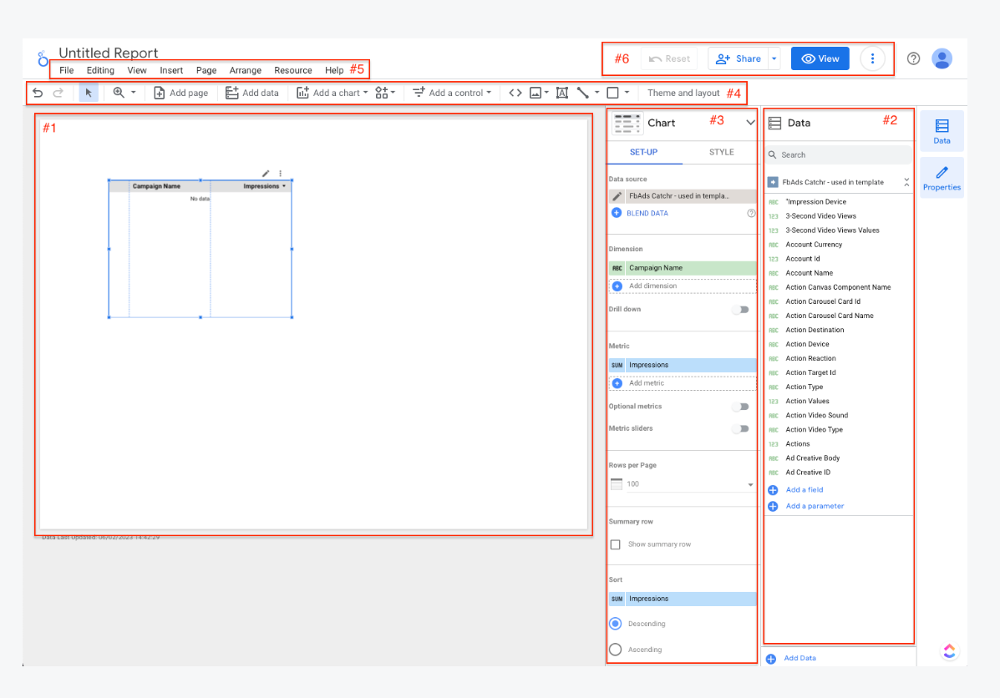 Untitled Report
File Editing View Insert Page Arrange Resource Help #5
#6 Reset Share View
Add page Add data Add a chart Add a control Theme and layout #4
#1
Campaign Name Impressions
No data
Data Last Updated: 06/02/2023 14:42:29
Chart #3
SET-UP STYLE
Data source
FbAds Catchr - used in templa...
BLEND DATA
Dimension
ABC Campaign Name
Add dimension
Drill down
Metric
SUM Impressions
Add metric
Optional metrics
Metric sliders
Rows per Page
100
Summary row
Show summary row
Sort
SUM Impressions
Descending
Ascending
Data #2
Search
FbAds Catchr - used in template
ABC "Impression Device
123 3-Second Video Views
123 3-Second Video Views Values
ABC Account Currency
123 Account Id
ABC Account Name
ABC Action Canvas Component Name
ABC Action Carousel Card Id
ABC Action Carousel Card Name
ABC Action Destination
ABC Action Device
ABC Action Reaction
ABC Action Target Id
ABC Action Type
123 Action Values
ABC Action Video Sound
ABC Action Video Type
123 Actions
ABC Ad Creative Body
ABC Ad Creative ID
Add a field
Add a parameter
Add Data
Data
Properties